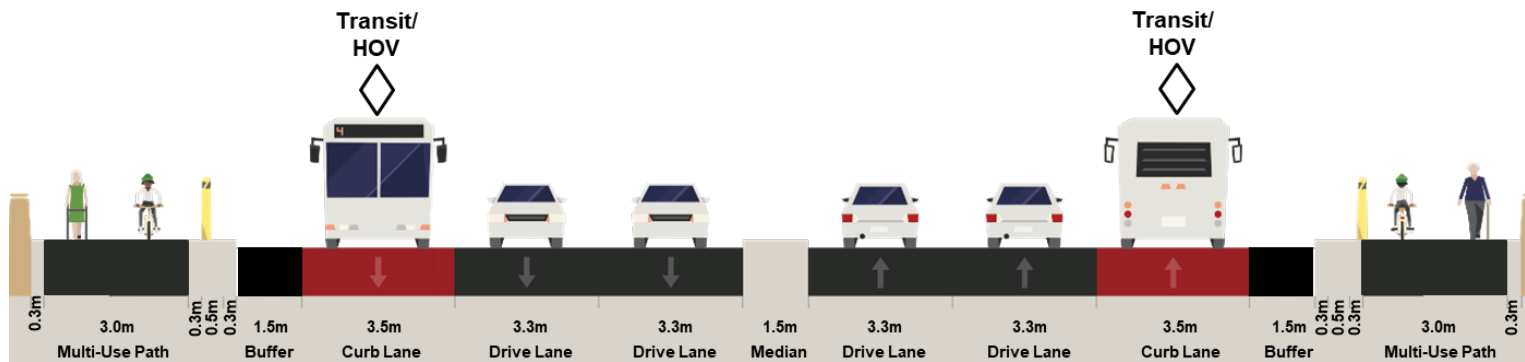 Transit/
HOV
Transit/
HOV
4
0.3m
3.0m
0.3m
0.5m
0.3m
1.5m
3.5m
3.3m
3.3m
1.5m
3.3m
3.3m
3.5m
1.5m
0.3m
0.5m
0.3m
3.0m
0.3m
Multi-Use Path
Buffer
Curb Lane
Drive Lane
Drive Lane
Median
Drive Lane
Drive Lane
Curb Lane
Buffer
Multi-Use Path